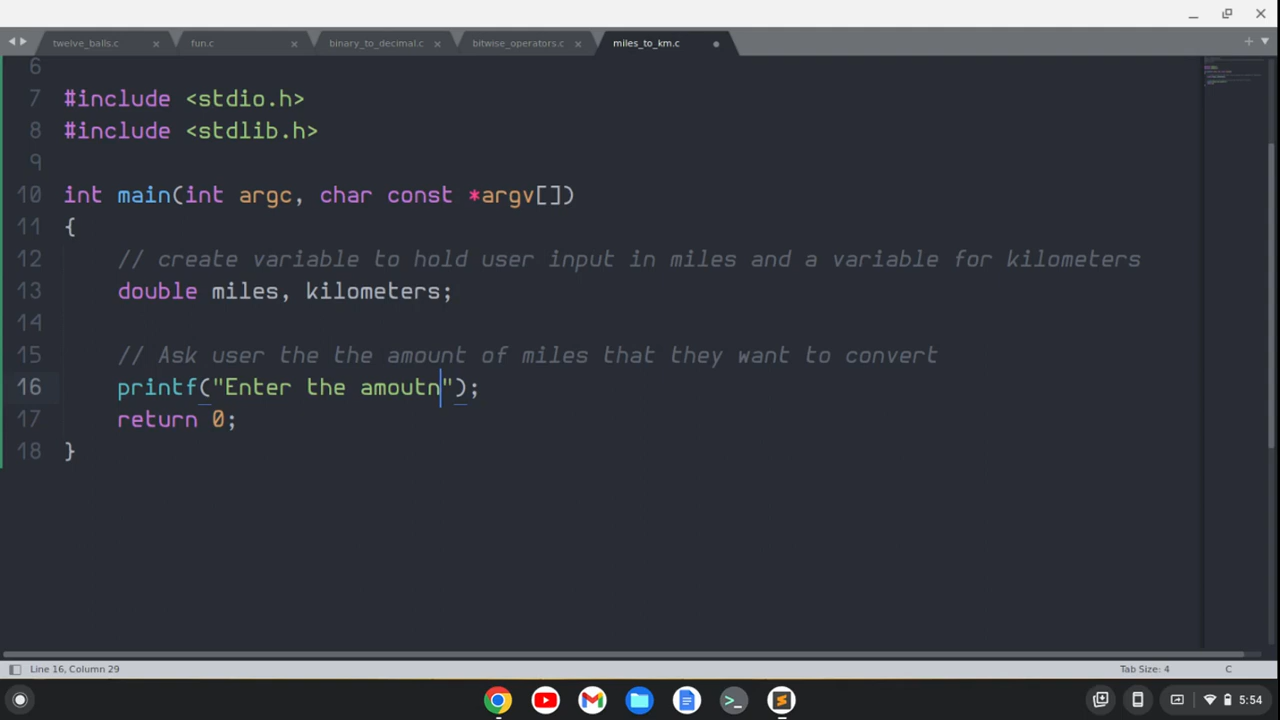 twelve_balls.c fun.c binary_to_decimal.c bitwise_operators.c miles_to_km.c
6
7 #include <stdio.h>
8 #include <stdlib.h>
9
10 int main(int argc, char const *argv[])
11 {
12 // create variable to hold user input in miles and a variable for kilometers
13 double miles, kilometers;
14
15 // Ask user the the amount of miles that they want to convert
16 printf("Enter the amoutn");
17 return 0;
18 }
Line 16, Column 29 Tab Size: 4 C
5:54